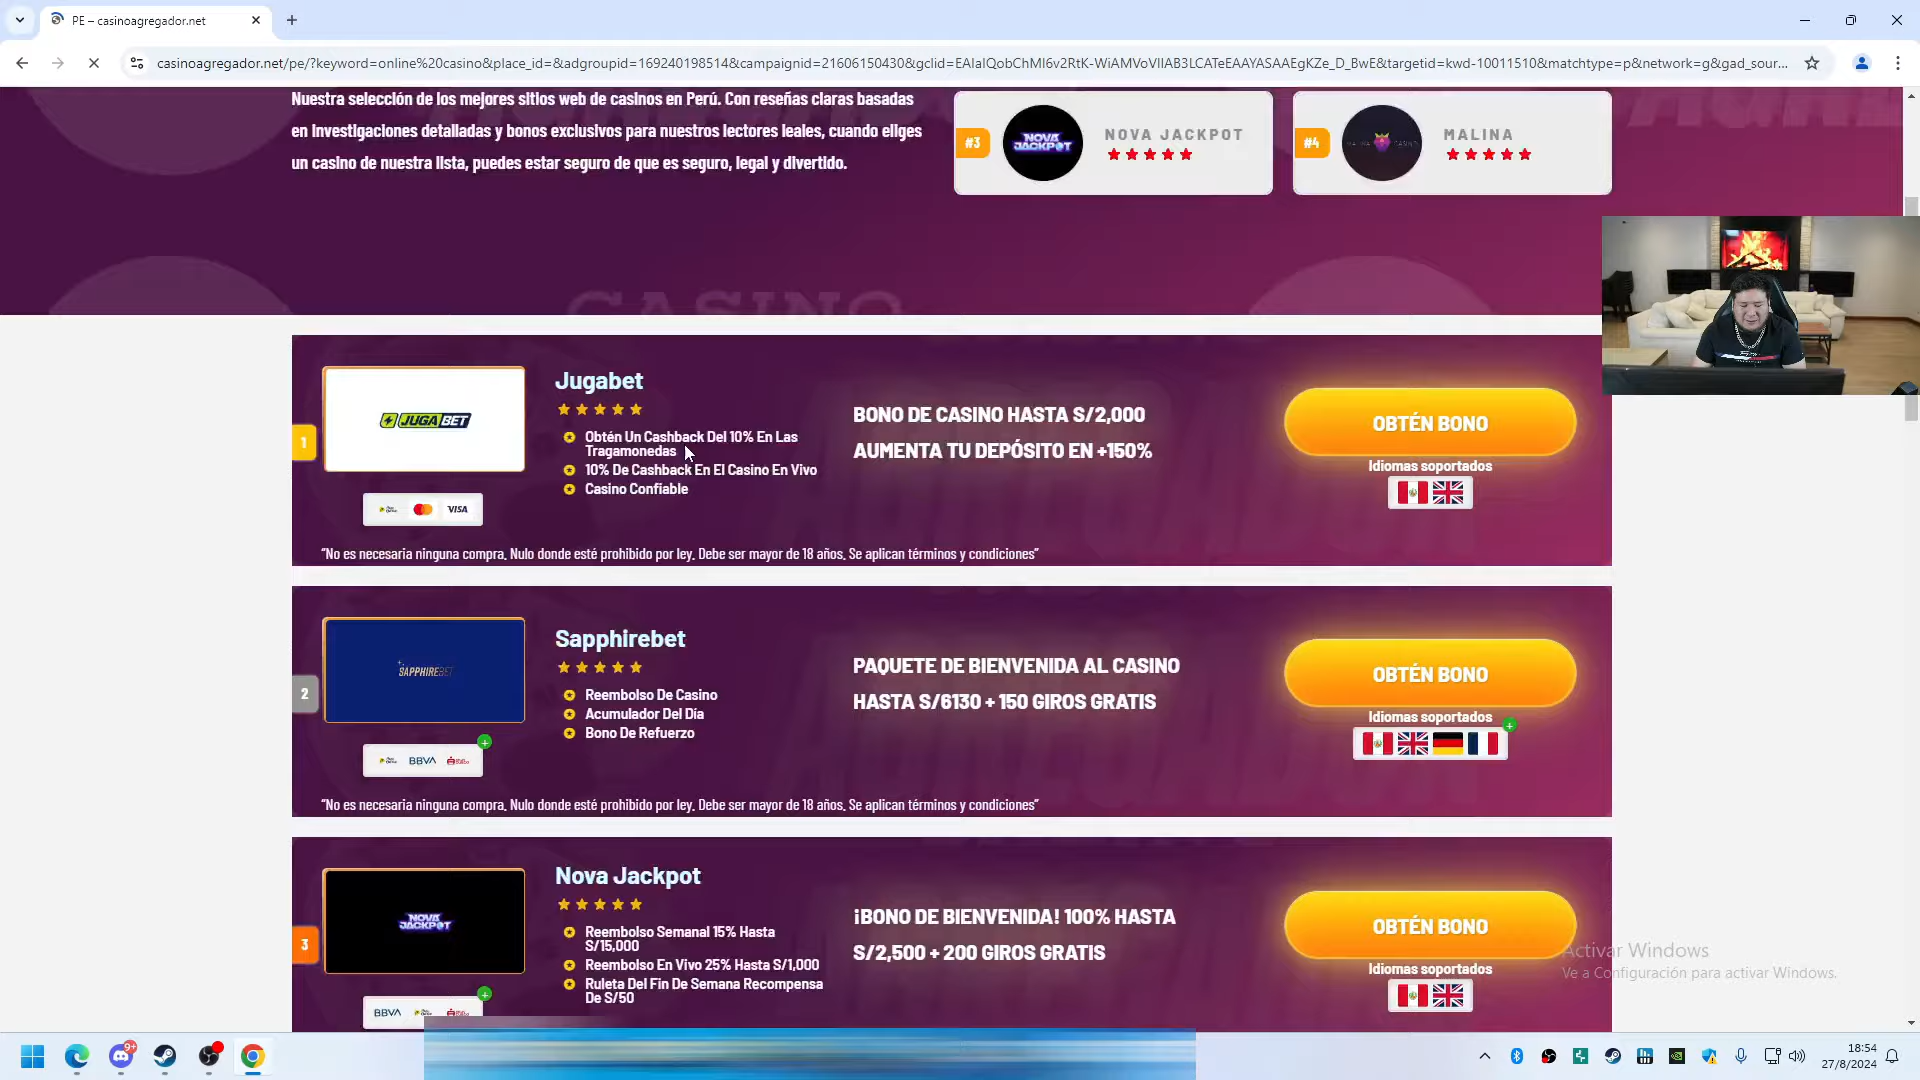 PE – casinoagregador.net
casinoagregador.net/pe/?keyword=online%20casino&place_id=&adgroupid=169240198514&campaignid=21606150430&gclid=EAIaIQobChMI6v2RtK-WiAMVoVIIAB3LCATeEAAYASAAEgKZe_D_BwE&targetid=kwd-10011510&matchtype=p&network=g&gad_sour...
Nuestra selección de los mejores sitios web de casinos en Perú. Con reseñas claras basadas
en investigaciones detalladas y bonos exclusivos para nuestros lectores leales, cuando eliges
un casino de nuestra lista, puedes estar seguro de que es seguro, legal y divertido.
#3
NOVA JACKPOT
NOVA JACKPOT
#4
MALINA
CASINO
1
JUGABET
Jugabet
Obtén Un Cashback Del 10% En Las
Tragamonedas
10% De Cashback En El Casino En Vivo
Casino Confiable
BONO DE CASINO HASTA S/2,000
AUMENTA TU DEPÓSITO EN +150%
OBTÉN BONO
Idiomas soportados
VISA
“No es necesaria ninguna compra. Nulo donde esté prohibido por ley. Debe ser mayor de 18 años. Se aplican términos y condiciones”
2
SAPPHIREBET
Sapphirebet
Reembolso De Casino
Acumulador Del Día
Bono De Refuerzo
PAQUETE DE BIENVENIDA AL CASINO
HASTA S/6130 + 150 GIROS GRATIS
OBTÉN BONO
Idiomas soportados
+
+
BBVA
“No es necesaria ninguna compra. Nulo donde esté prohibido por ley. Debe ser mayor de 18 años. Se aplican términos y condiciones”
3
NOVA JACKPOT
Nova Jackpot
Reembolso Semanal 15% Hasta
S/15,000
Reembolso En Vivo 25% Hasta S/1,000
Ruleta Del Fin De Semana Recompensa
De S/50
¡BONO DE BIENVENIDA! 100% HASTA
S/2,500 + 200 GIROS GRATIS
OBTÉN BONO
Idiomas soportados
+
BBVA
Activar Windows
Ve a Configuración para activar Windows.
9+
18:54
27/8/2024